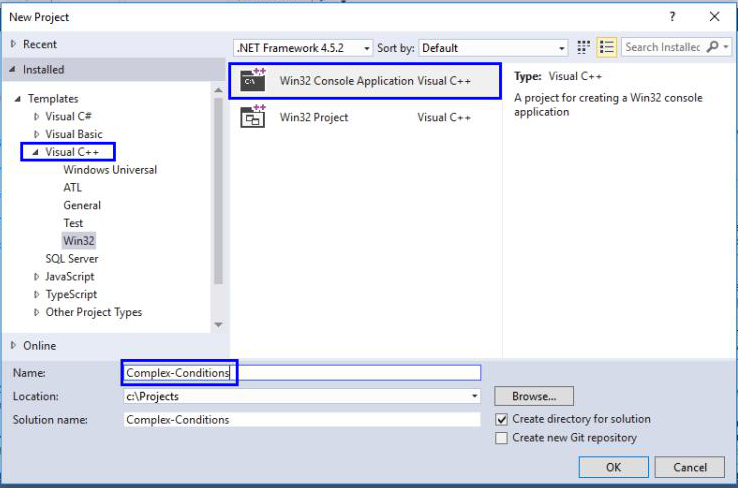 New Project
? X
Recent
.NET Framework 4.5.2
Sort by: Default
Search Installec
Installed
Templates
Visual C#
Visual Basic
Visual C++
Windows Universal
ATL
General
Test
Win32
SQL Server
JavaScript
TypeScript
Other Project Types
Online
C:\ ++
Win32 Console Application Visual C++
++
Win32 Project Visual C++
Type: Visual C++
A project for creating a Win32 console
application
Name: Complex-Conditions
Location: c:\Projects
Browse...
Solution name: Complex-Conditions
Create directory for solution
Create new Git repository
OK
Cancel